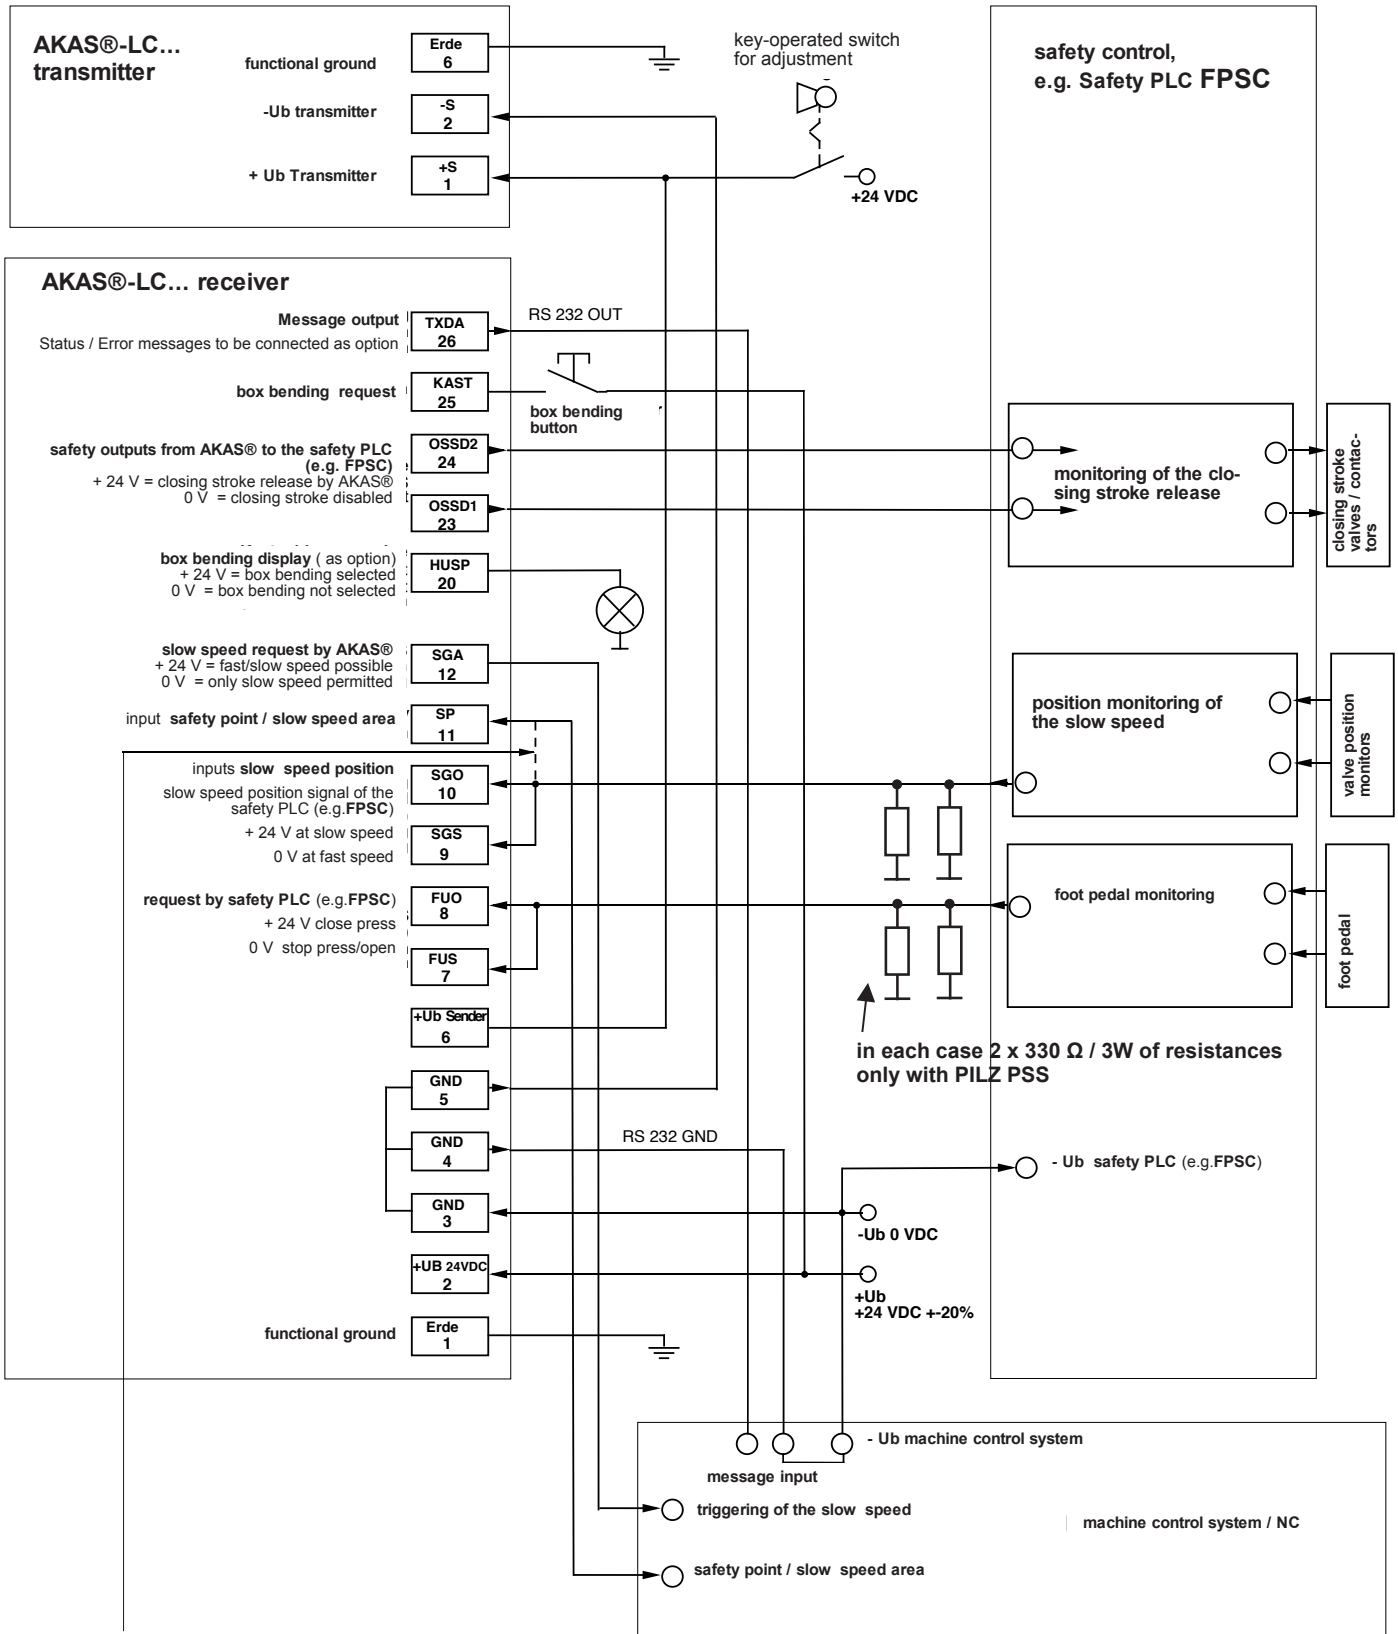 AKAS®-LC...
transmitter
functional ground
Erde
6
-Ub transmitter
-S
2
+ Ub Transmitter
+S
1
key-operated switch
for adjustment
+24 VDC
safety control,
e.g. Safety PLC FPSC
AKAS®-LC... receiver
Message output
Status / Error messages to be connected as option
TXDA
26
RS 232 OUT
box bending request
KAST
25
box bending
button
safety outputs from AKAS® to the safety PLC
(e.g. FPSC)
+ 24 V = closing stroke release by AKAS®
0 V = closing stroke disabled
OSSD2
24
OSSD1
23
monitoring of the clo-
sing stroke release
closing stroke
valves / contac-
tors
box bending display ( as option)
+ 24 V = box bending selected
0 V = box bending not selected
HUSP
20
slow speed request by AKAS®
+ 24 V = fast/slow speed possible
0 V = only slow speed permitted
SGA
12
input safety point / slow speed area
SP
11
position monitoring of
the slow speed
valve position
monitors
inputs slow speed position
slow speed position signal of the
safety PLC (e.g.FPSC)
+ 24 V at slow speed
0 V at fast speed
SGO
10
SGS
9
request by safety PLC (e.g.FPSC)
+ 24 V close press
0 V stop press/open
FUO
8
FUS
7
foot pedal monitoring
foot pedal
+Ub Sender
6
in each case 2 x 330 Ω / 3W of resistances
only with PILZ PSS
GND
5
GND
4
RS 232 GND
- Ub safety PLC (e.g.FPSC)
GND
3
-Ub 0 VDC
+UB 24VDC
2
+Ub
+24 VDC +-20%
functional ground
Erde
1
- Ub machine control system
message input
triggering of the slow speed
machine control system / NC
safety point / slow speed area